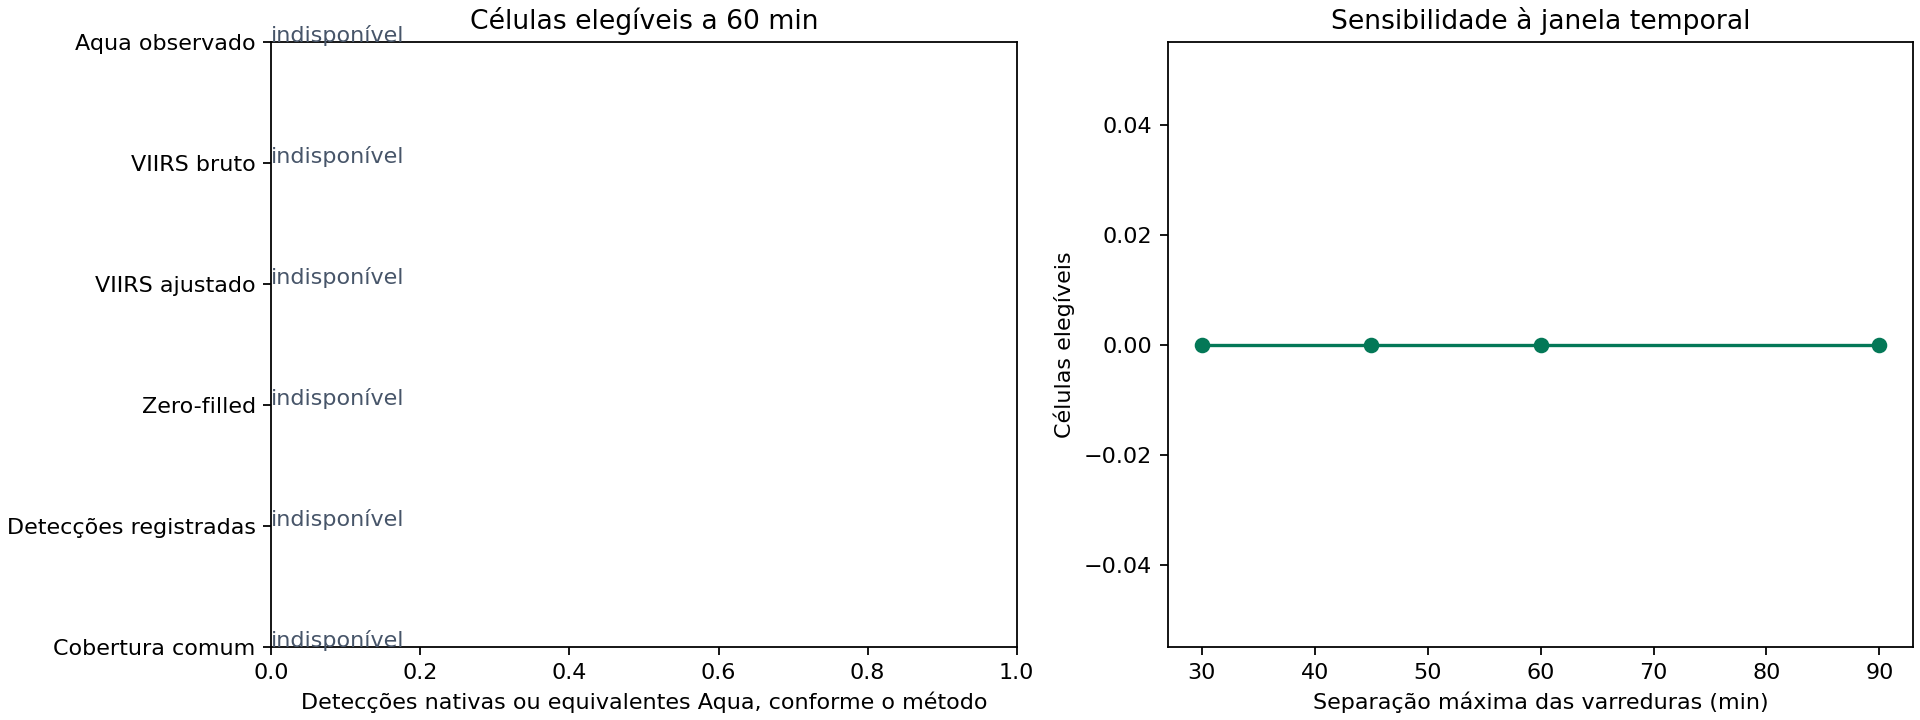 Células elegíveis a 60 min
Aqua observado
indisponível
VIIRS bruto
indisponível
VIIRS ajustado
indisponível
Zero-filled
indisponível
Detecções registradas
indisponível
Cobertura comum
indisponível
0.0 0.2 0.4 0.6 0.8 1.0
Detecções nativas ou equivalentes Aqua, conforme o método
Sensibilidade à janela temporal
Células elegíveis
0.04
0.02
0.00
−0.02
−0.04
30 40 50 60 70 80 90
Separação máxima das varreduras (min)